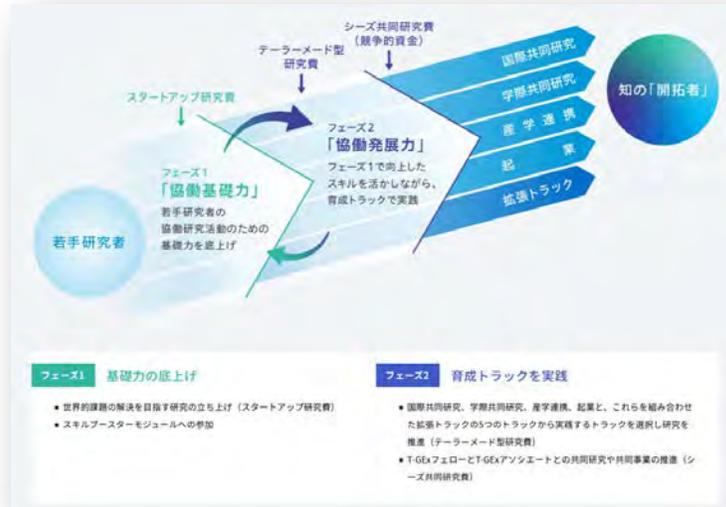 シーズ共同研究費
（競争的資金）
テーラーメード型
研究費
スタートアップ研究費
国際共同研究
学際共同研究
産学連携
起業
拡張トラック
知の「開拓者」
フェーズ1
「協働基礎力」
若手研究者の
協働研究活動のための
基礎力を底上げ
フェーズ2
「協働発展力」
フェーズ1で向上した
スキルを活かしながら、
育成トラックで実践
若手研究者
フェーズ1 基礎力の底上げ
■ 世界的課題の解決を目指す研究の立ち上げ（スタートアップ研究費）
■ スキルブースターモジュールへの参加
フェーズ2 育成トラックを実践
■ 国際共同研究、学際共同研究、産学連携、起業と、これらを組み合わせ
た拡張トラックの5つのトラックから実践するトラックを選択し研究を
推進（テーラーメード型研究費）
■ T-GExフェローとT-GExアソシエートとの共同研究や共同事業の推進（シ
ーズ共同研究費）